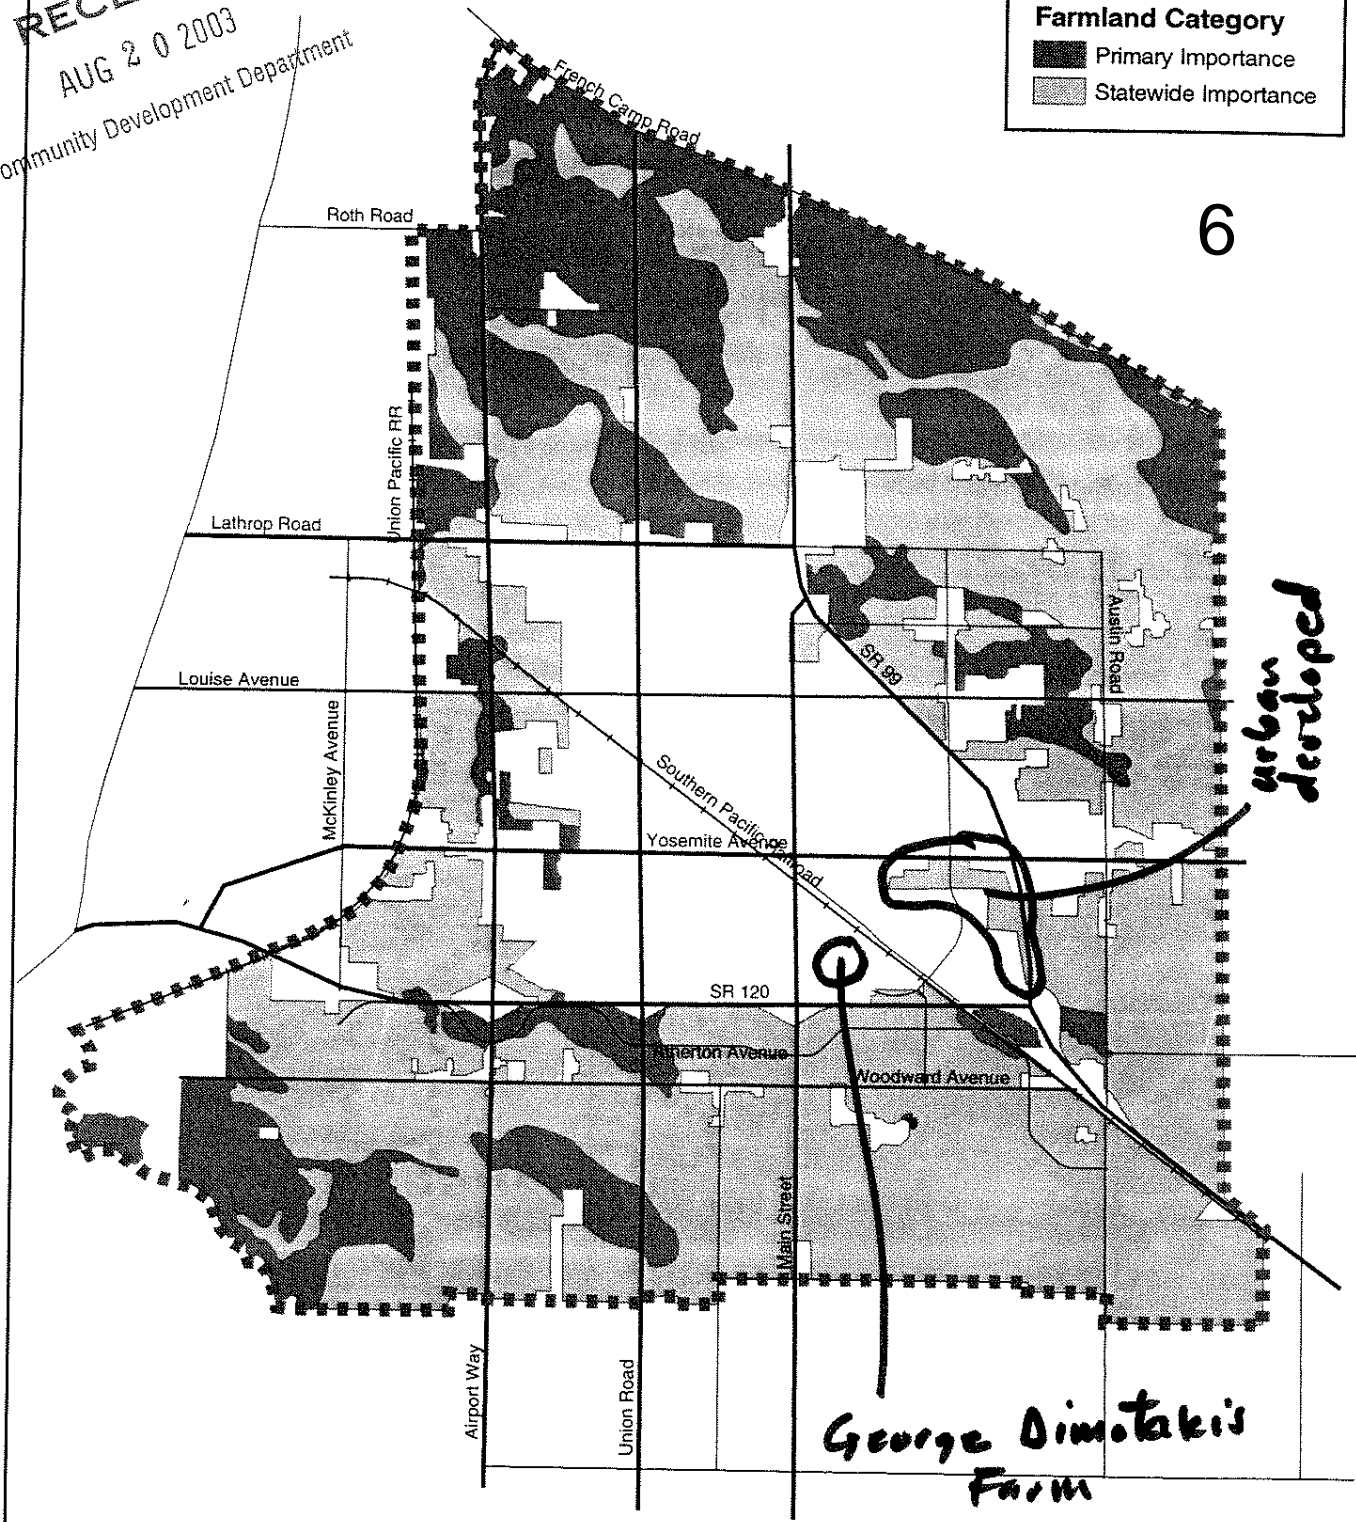 AUG 2 0 2003
Community Development Department
Farmland Category
Primary Importance
Statewide Importance
6
French Camp Road
Roth Road
Union Pacific RR
Lathrop Road
Austin Road
SR 99
urban
developed
Louise Avenue
McKinley Avenue
Southern Pacific Railroad
Yosemite Avenue
SR 120
Atherton Avenue
Woodward Avenue
Main Street
Airport Way
Union Road
George Dimotakis
Farm